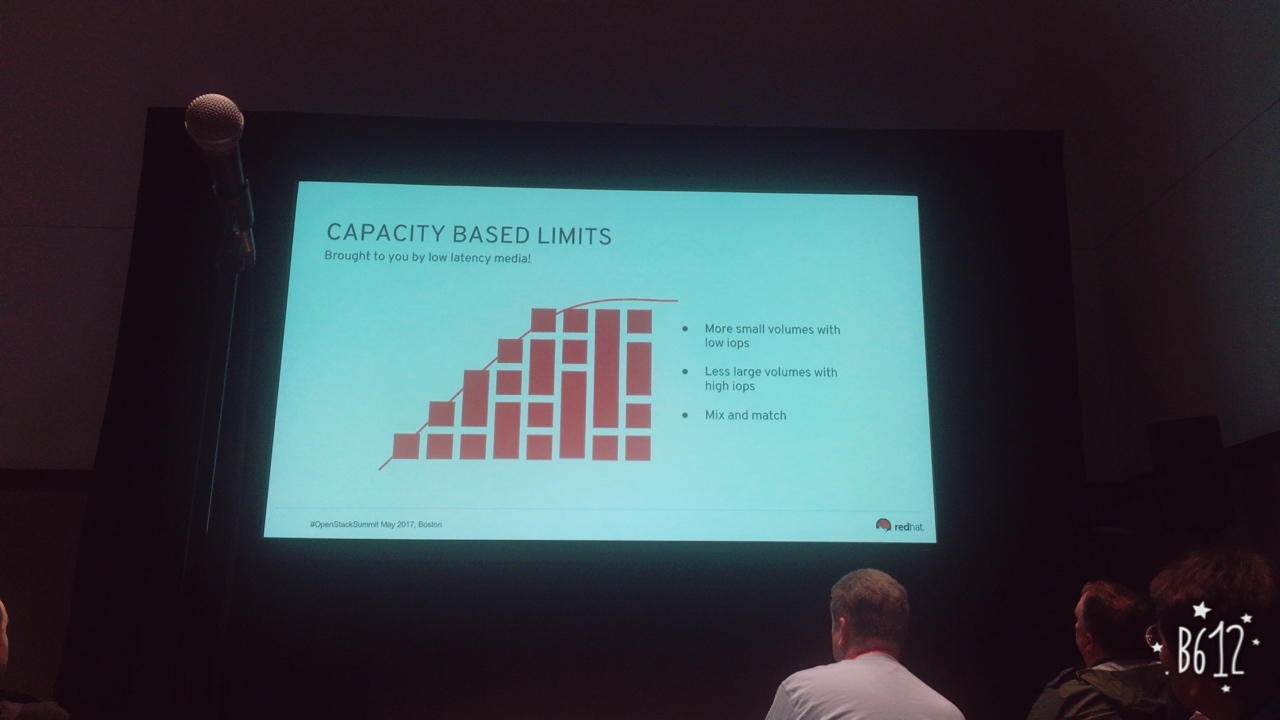 CAPACITY BASED LIMITS
Brought to you by low latency media!
● More small volumes with
low iops
● Less large volumes with
high iops
● Mix and match
#OpenStackSummit May 2017, Boston
redhat.
B612